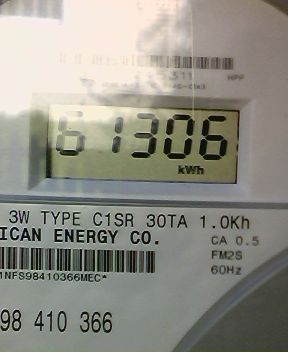 HPP
61306
kWh
3W TYPE C1SR 30TA 1.0Kh
ICAN ENERGY CO.
CA 0.5
FM2S
60Hz
1NFS98410366MEC*
98 410 366